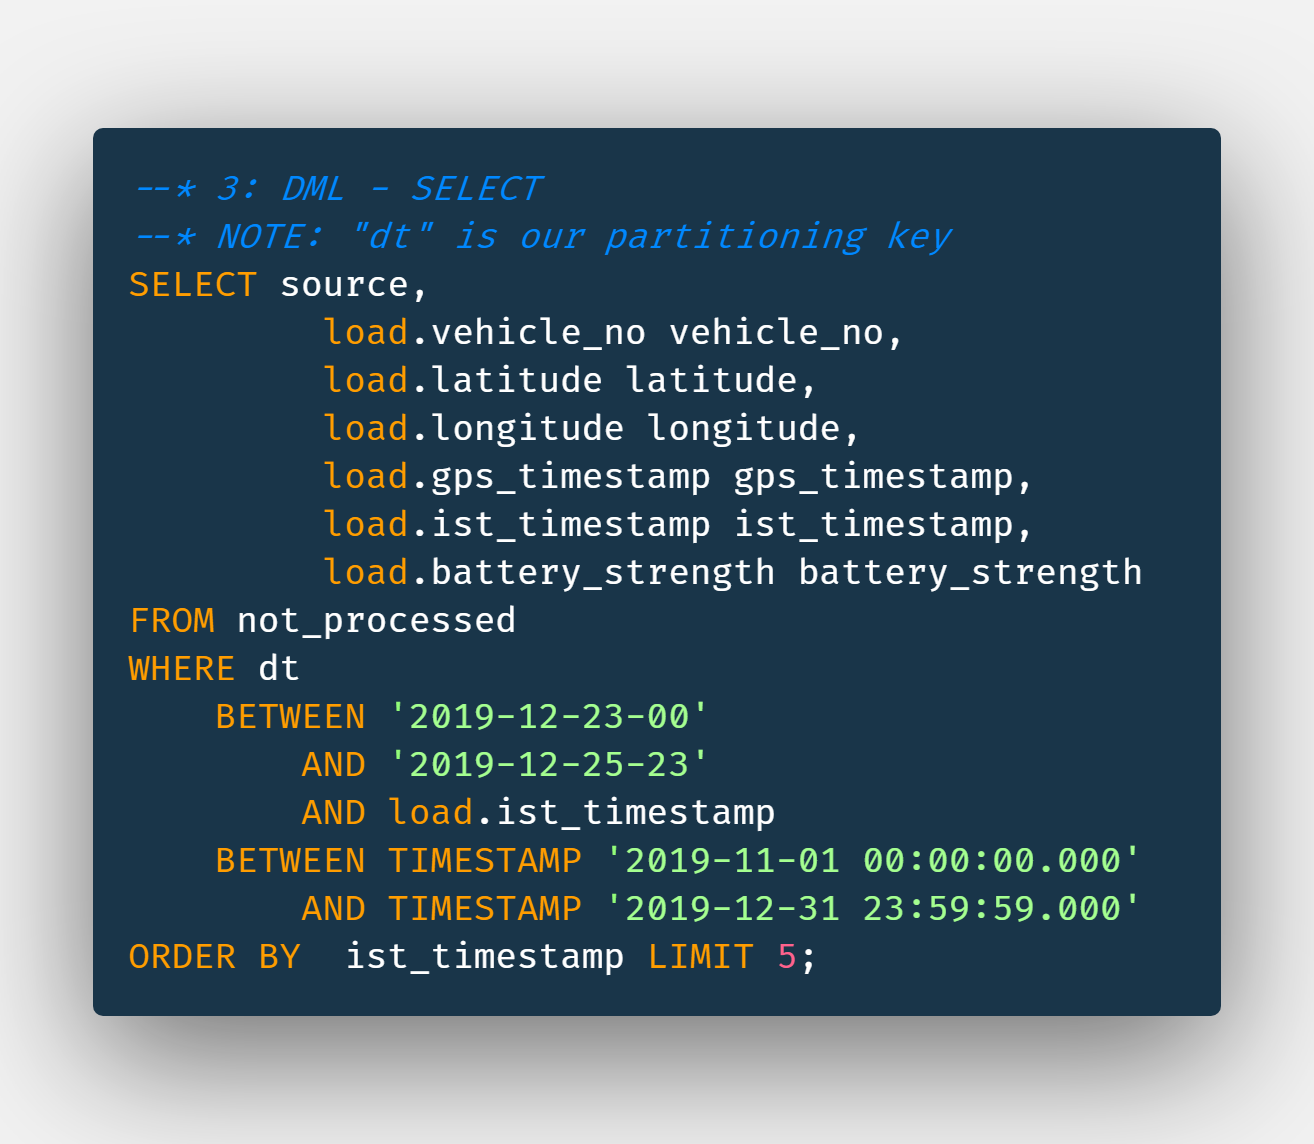 --* 3: DML - SELECT
--* NOTE: "dt" is our partitioning key
SELECT source,
         load.vehicle_no vehicle_no,
         load.latitude latitude,
         load.longitude longitude,
         load.gps_timestamp gps_timestamp,
         load.ist_timestamp ist_timestamp,
         load.battery_strength battery_strength
FROM not_processed
WHERE dt
    BETWEEN '2019-12-23-00'
        AND '2019-12-25-23'
        AND load.ist_timestamp
    BETWEEN TIMESTAMP '2019-11-01 00:00:00.000'
        AND TIMESTAMP '2019-12-31 23:59:59.000'
ORDER BY  ist_timestamp LIMIT 5;